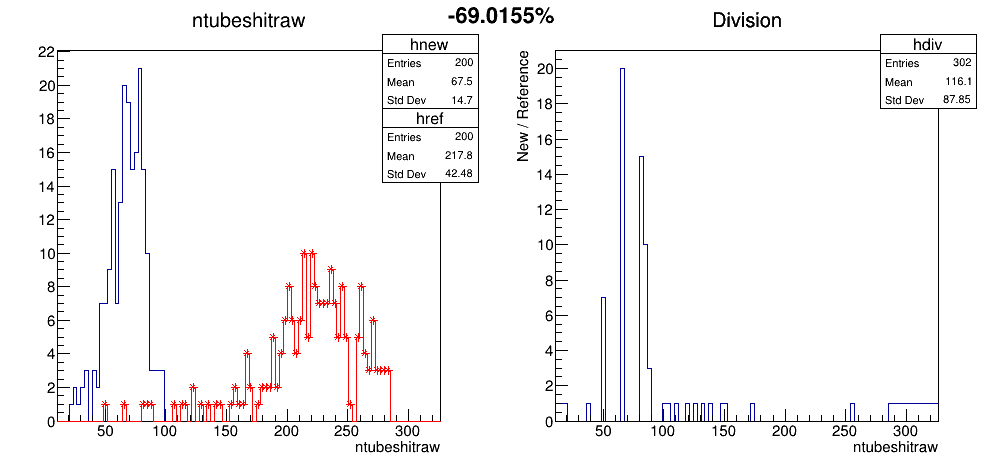 -69.0155%
ntubeshitraw
hnew
Entries 200
Mean 67.5
Std Dev 14.7
href
Entries 200
Mean 217.8
Std Dev 42.48
22
20
18
16
14
12
10
8
6
4
2
0
50 100 150 200 250 300
ntubeshitraw
Division
hdiv
Entries 302
Mean 116.1
Std Dev 87.85
New / Reference
20
18
16
14
12
10
8
6
4
2
0
50 100 150 200 250 300
ntubeshitraw